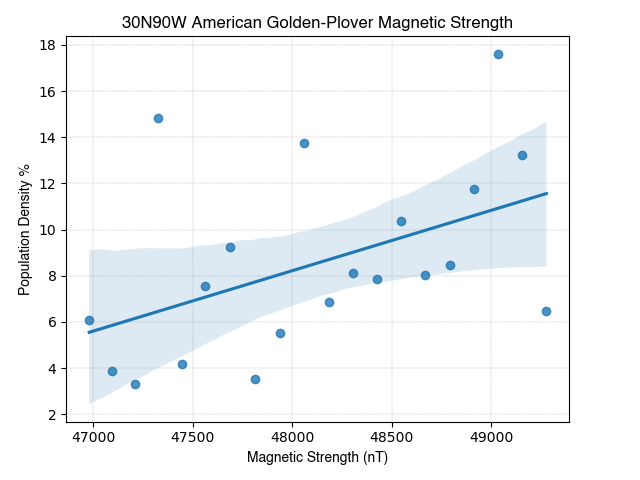 30N90W American Golden-Plover Magnetic Strength
18
16
14
12
10
8
6
4
2
Population Density %
47000 47500 48000 48500 49000
Magnetic Strength (nT)